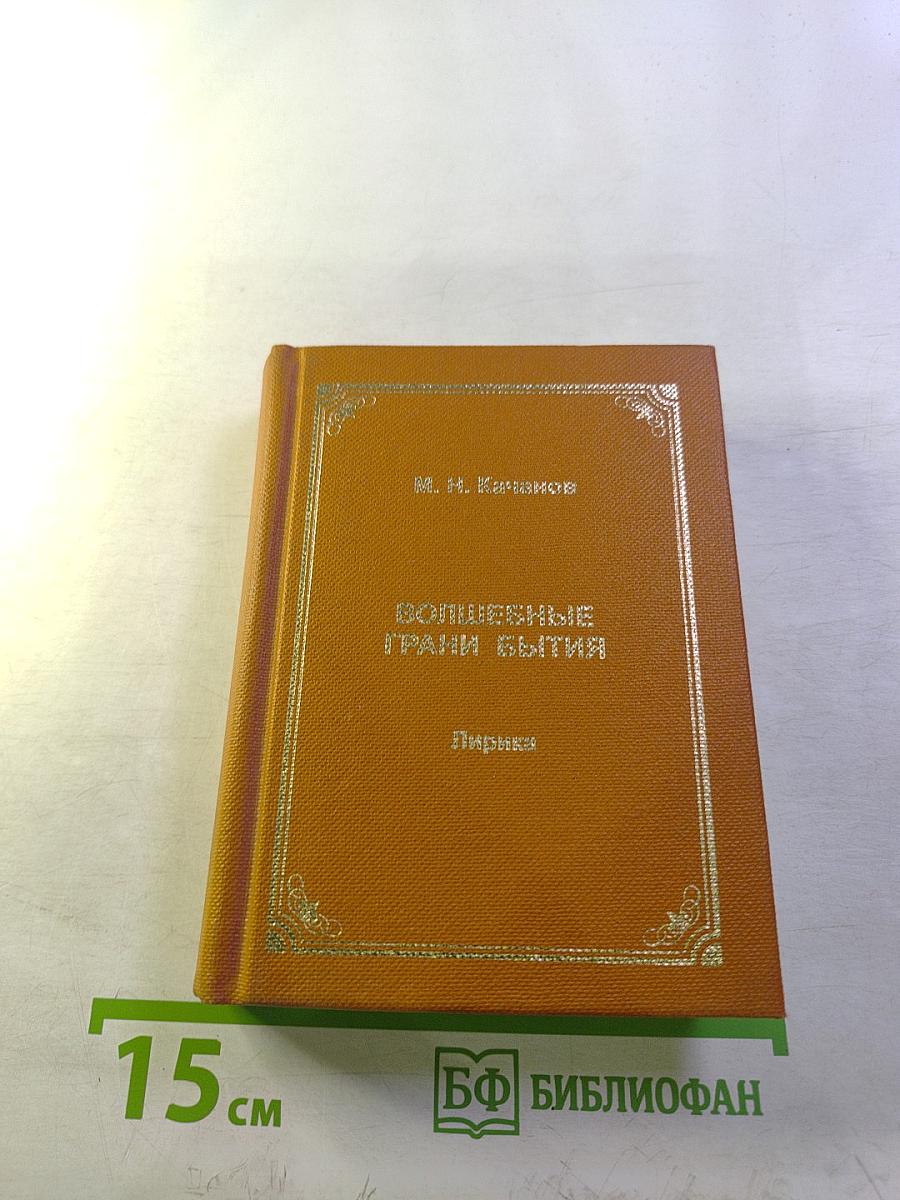 М. Н. Качанов
ВОЛШЕБНЫЕ
ГРАНИ БЫТИЯ
Лирика
15 см
БФ БИБЛИОФАН